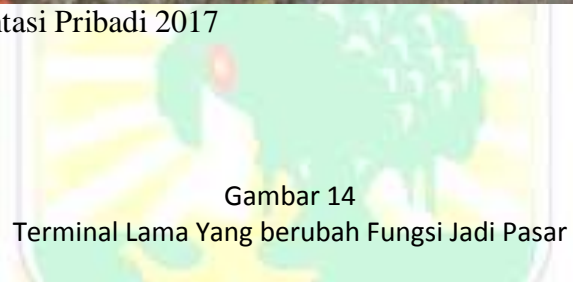 tasi Pribadi 2017
Gambar 14
Terminal Lama Yang berubah Fungsi Jadi Pasar